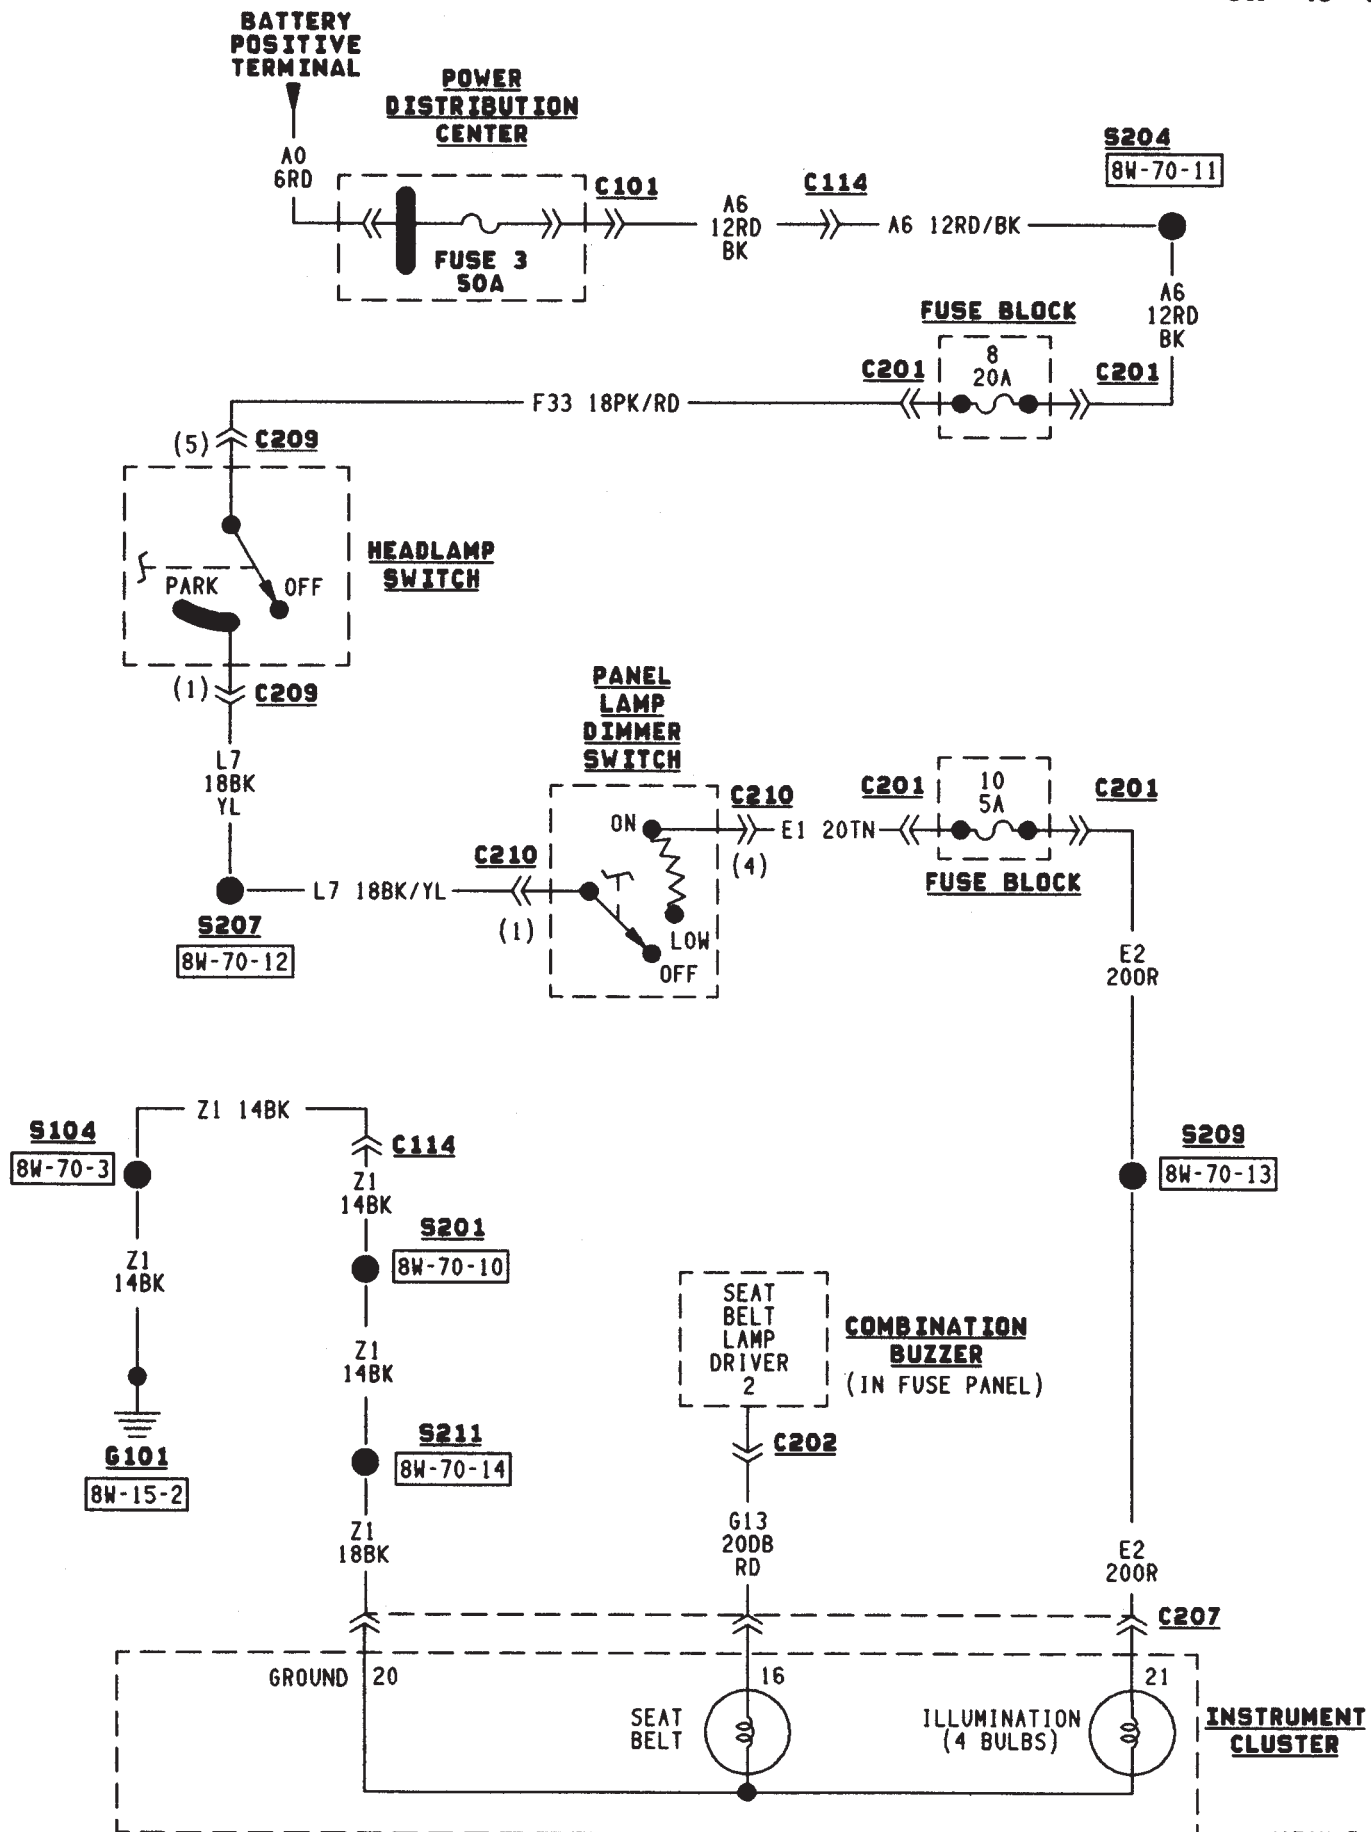 BATTERY
POSITIVE
TERMINAL
POWER
DISTRIBUTION
CENTER
A0
6RD
FUSE 3
50A
C101
A6
12RD
BK
C114
A6 12RD/BK
S204
8W-70-11
A6
12RD
BK
FUSE BLOCK
C201
8
20A
C201
F33 18PK/RD
(5)
C209
HEADLAMP
SWITCH
PARK
OFF
(1)
C209
L7
18BK
YL
S207
8W-70-12
L7 18BK/YL
C210
(1)
PANEL
LAMP
DIMMER
SWITCH
ON
LOW
OFF
C210
(4)
E1 20TN
C201
10
5A
C201
FUSE BLOCK
E2
20OR
S209
8W-70-13
Z1 14BK
S104
8W-70-3
C114
Z1
14BK
S201
8W-70-10
Z1
14BK
G101
8W-15-2
Z1
14BK
S211
8W-70-14
Z1
18BK
SEAT
BELT
LAMP
DRIVER
2
COMBINATION
BUZZER
(IN FUSE PANEL)
C202
G13
20DB
RD
E2
20OR
C207
GROUND
20
16
21
SEAT
BELT
ILLUMINATION
(4 BULBS)
INSTRUMENT
CLUSTER